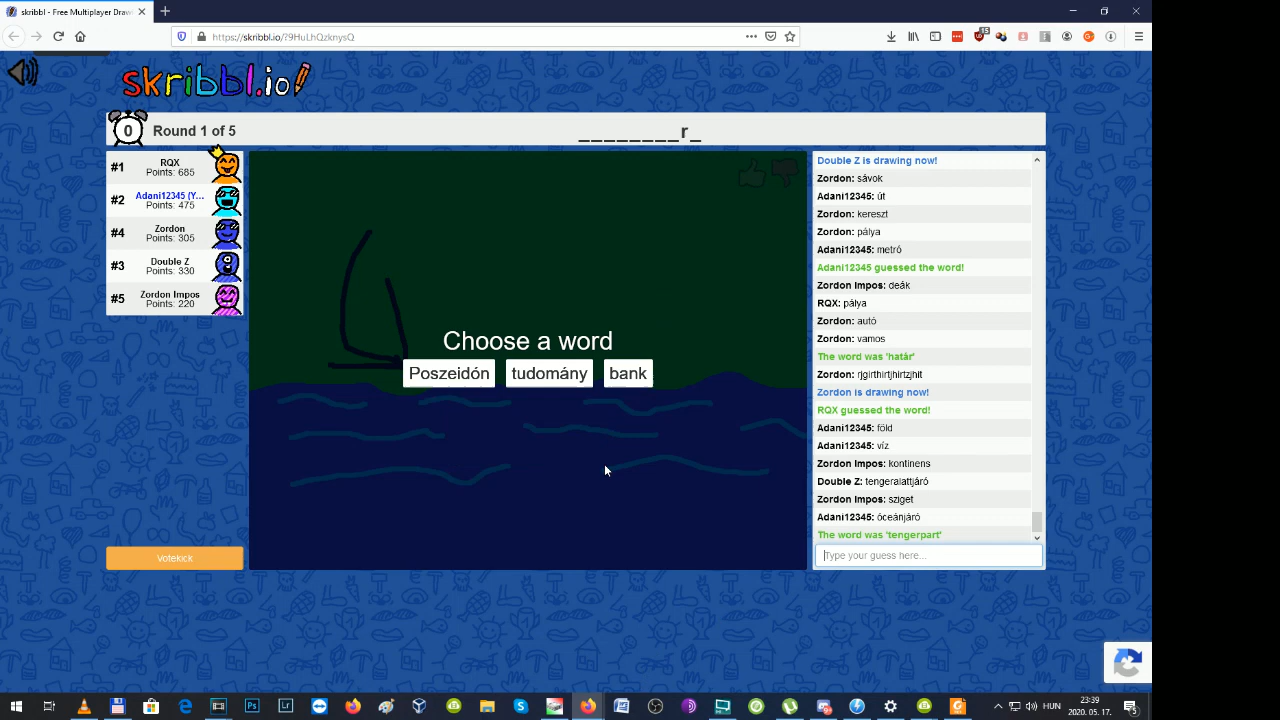 skribbl - Free Multiplayer Draw
https://skribbl.io/?9HuLhQzknysQ
15
skribbl.io
0
Round 1 of 5
________r_
#1 RQX
Points: 685
#2 Adani12345 (Y...
Points: 475
#4 Zordon
Points: 305
#3 Double Z
Points: 330
#5 Zordon Impos
Points: 220
Votekick
Choose a word
Poszeidón tudomány bank
Double Z is drawing now!
Zordon: sávok
Adani12345: út
Zordon: kereszt
Zordon: pálya
Adani12345: metró
Adani12345 guessed the word!
Zordon Impos: deák
RQX: pálya
Zordon: autó
Zordon: vamos
The word was 'határ'
Zordon: rjgirthirtjhirtzjhit
Zordon is drawing now!
RQX guessed the word!
Adani12345: föld
Adani12345: víz
Zordon Impos: kontinens
Double Z: tengeralattjáró
Zordon Impos: sziget
Adani12345: óceánjáró
The word was 'tengerpart'
Type your guess here...
HUN
23:39
2020. 05. 17.